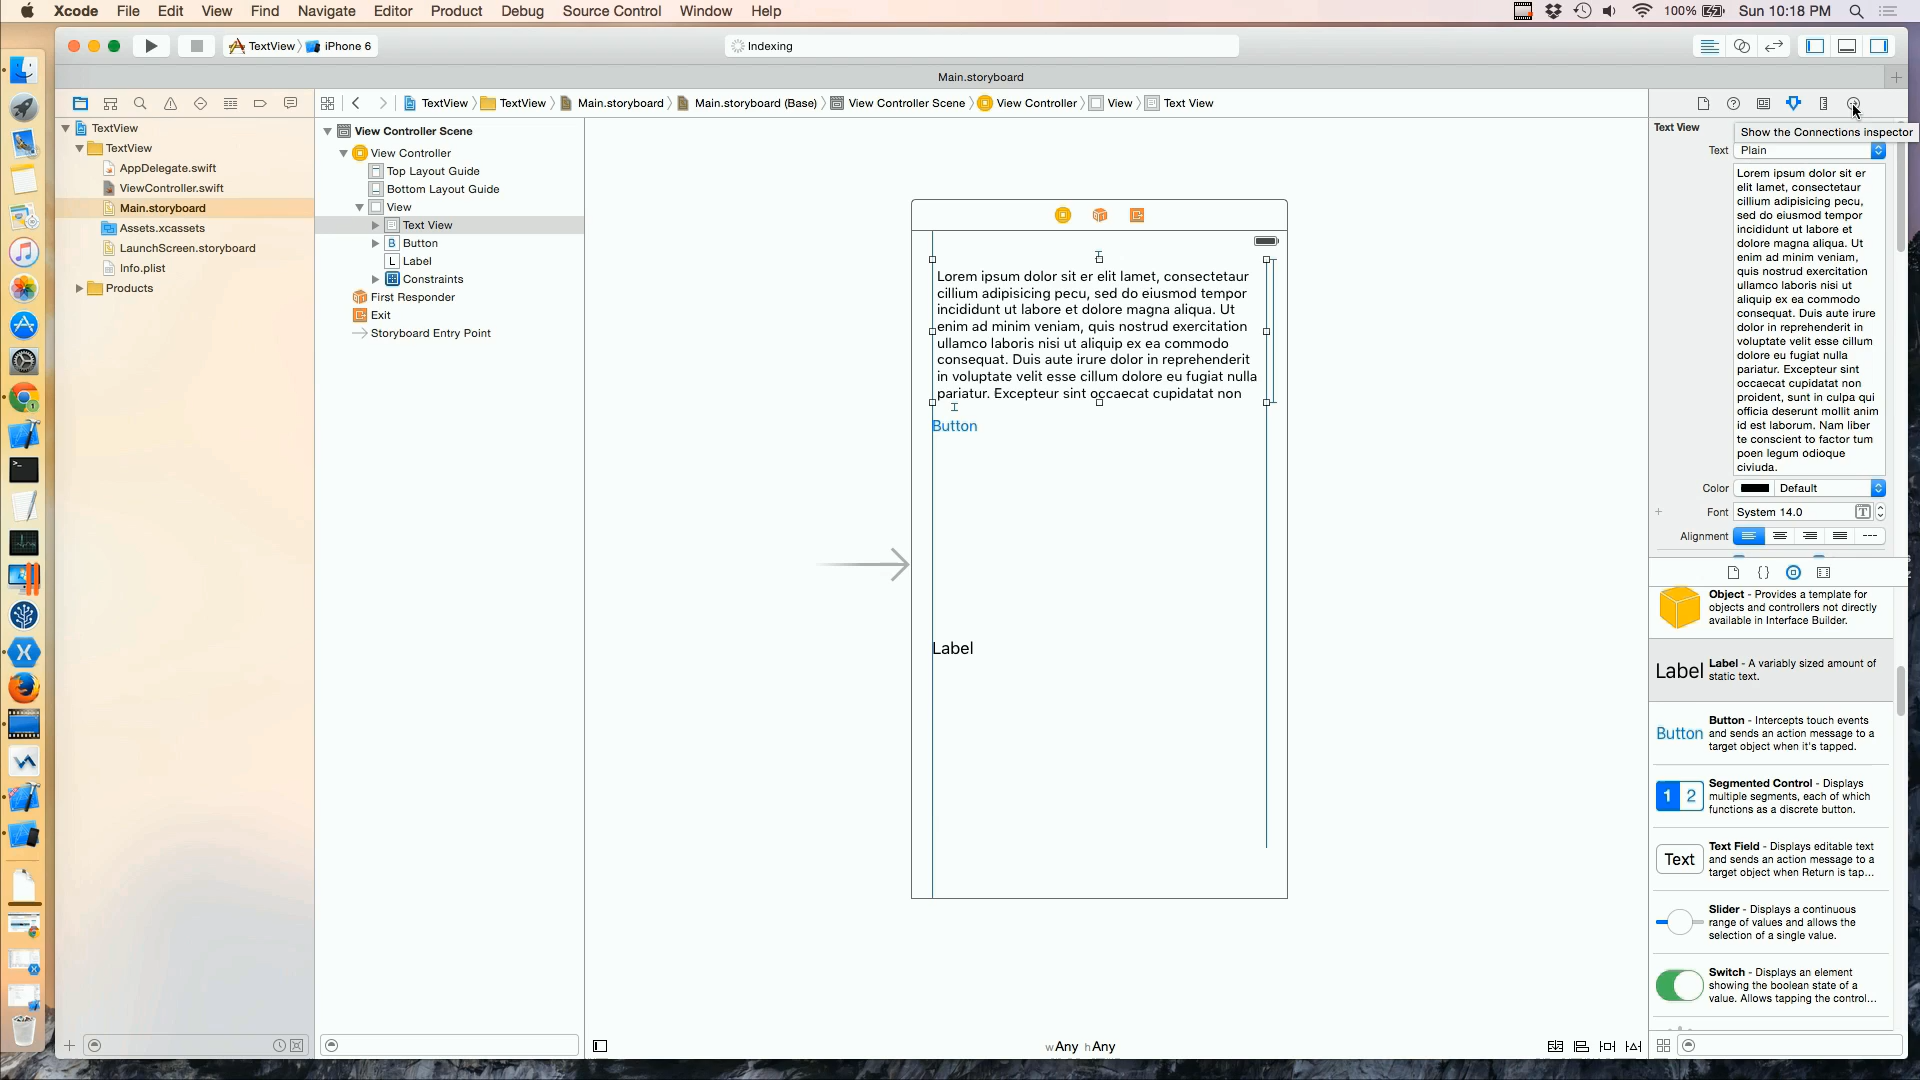 Xcode File Edit View Find Navigate Editor Product Debug Source Control Window Help 100% Sun 10:18 PM
TextView iPhone 6 Indexing
Main.storyboard
TextView TextView Main.storyboard Main.storyboard (Base) View Controller Scene View Controller View Text View
TextView
TextView
AppDelegate.swift
ViewController.swift
Main.storyboard
Assets.xcassets
LaunchScreen.storyboard
Info.plist
Products
View Controller Scene
View Controller
Top Layout Guide
Bottom Layout Guide
View
Text View
B Button
L Label
Constraints
First Responder
Exit
Storyboard Entry Point
Lorem ipsum dolor sit er elit lamet, consectetaur
cillium adipisicing pecu, sed do eiusmod tempor
incididunt ut labore et dolore magna aliqua. Ut
enim ad minim veniam, quis nostrud exercitation
ullamco laboris nisi ut aliquip ex ea commodo
consequat. Duis aute irure dolor in reprehenderit
in voluptate velit esse cillum dolore eu fugiat nulla
pariatur. Excepteur sint occaecat cupidatat non
Button
Label
wAny hAny
Text View
Show the Connections inspector
Text Plain
Lorem ipsum dolor sit er
elit lamet, consectetaur
cillium adipisicing pecu,
sed do eiusmod tempor
incididunt ut labore et
dolore magna aliqua. Ut
enim ad minim veniam,
quis nostrud exercitation
ullamco laboris nisi ut
aliquip ex ea commodo
consequat. Duis aute irure
dolor in reprehenderit in
voluptate velit esse cillum
dolore eu fugiat nulla
pariatur. Excepteur sint
occaecat cupidatat non
proident, sunt in culpa qui
officia deserunt mollit anim
id est laborum. Nam liber
te conscient to factor tum
poen legum odioque
civiuda.
Color Default
Font System 14.0 T
Alignment
Object - Provides a template for
objects and controllers not directly
available in Interface Builder.
Label Label - A variably sized amount of
static text.
Button - Intercepts touch events
Button and sends an action message to a
target object when it's tapped.
Segmented Control - Displays
1 2 multiple segments, each of which
functions as a discrete button.
Text Field - Displays editable text
Text and sends an action message to a
target object when Return is tap...
Slider - Displays a continuous
range of values and allows the
selection of a single value.
Switch - Displays an element
showing the boolean state of a
value. Allows tapping the control...